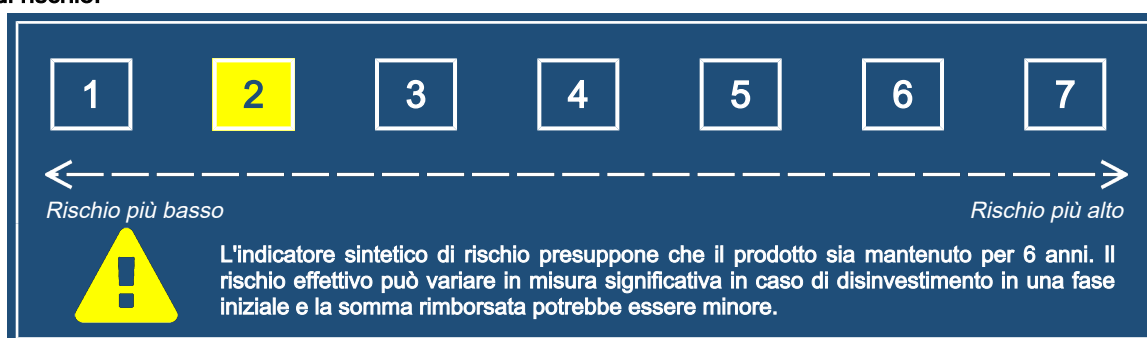 di rischio:
1 2 3 4 5 6 7
Rischio più basso Rischio più alto
L'indicatore sintetico di rischio presuppone che il prodotto sia mantenuto per 6 anni. Il
rischio effettivo può variare in misura significativa in caso di disinvestimento in una fase
iniziale e la somma rimborsata potrebbe essere minore.